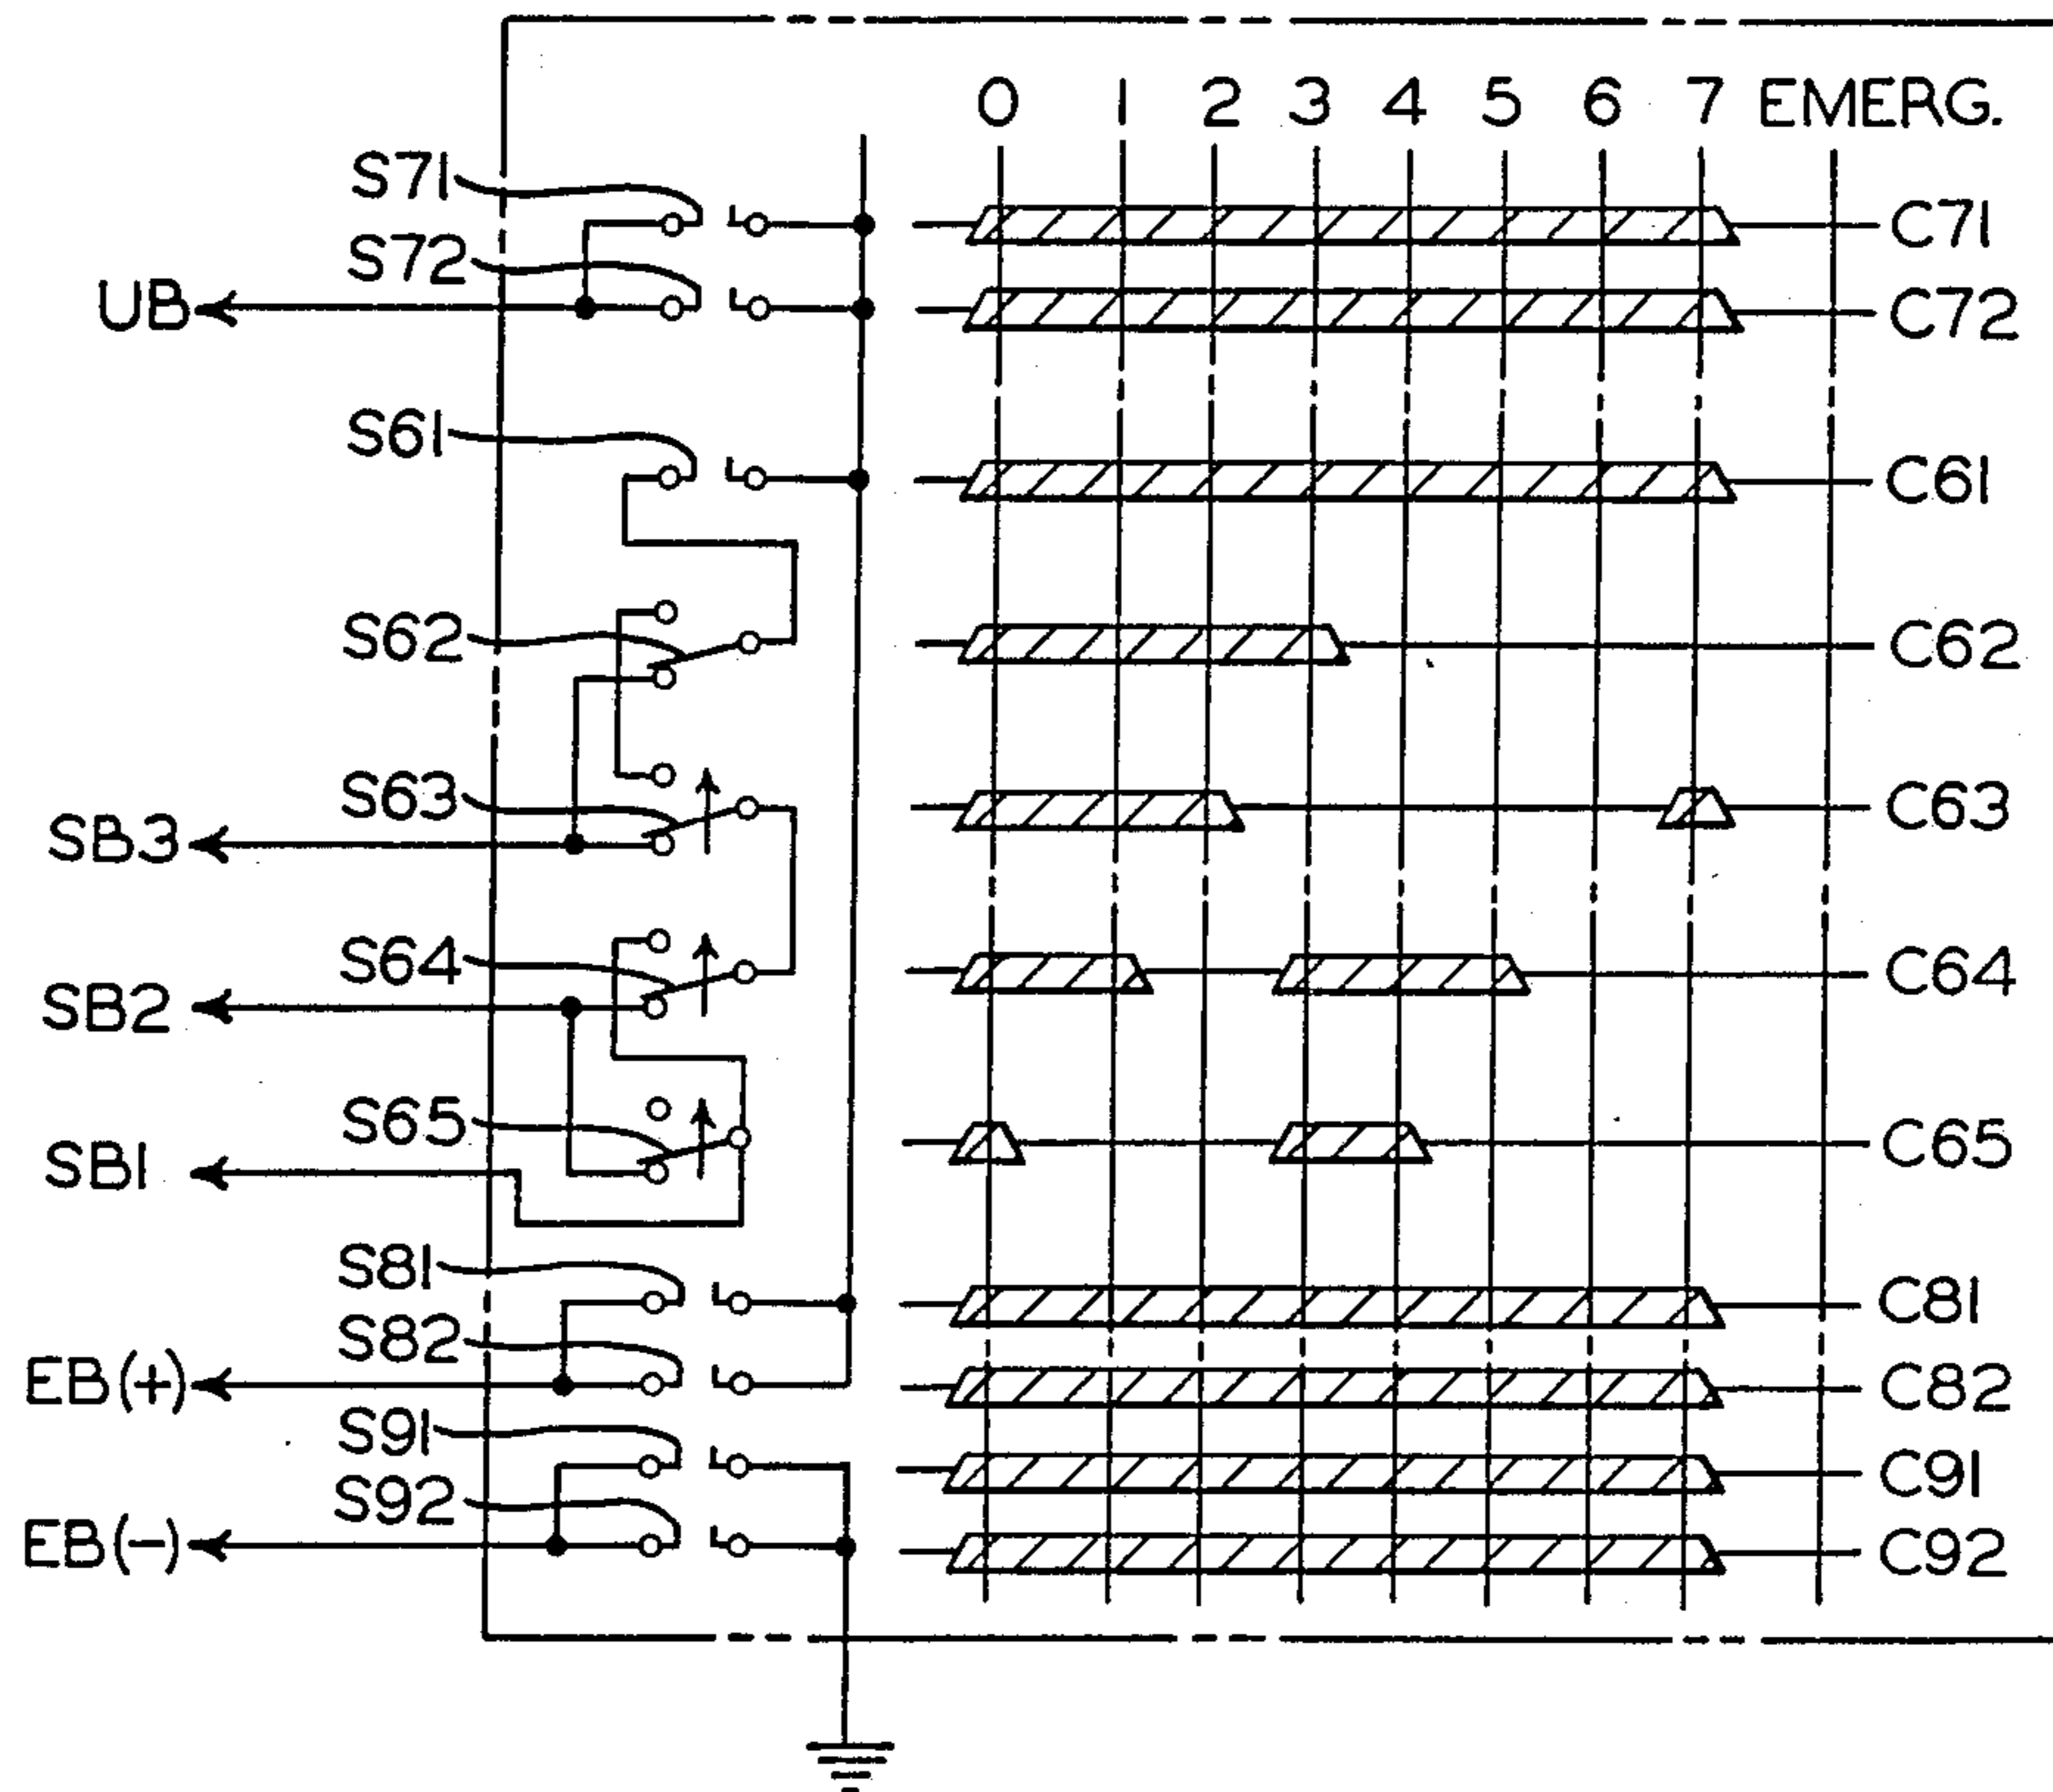 0 1 2 3 4 5 6 7 EMERG.
S71
C71
S72
UB
C72
S61
C61
S62
C62
S63
SB3
C63
S64
SB2
C64
S65
SB1
C65
S81
C81
S82
EB(+)
C82
S91
C91
S92
EB(-)
C92